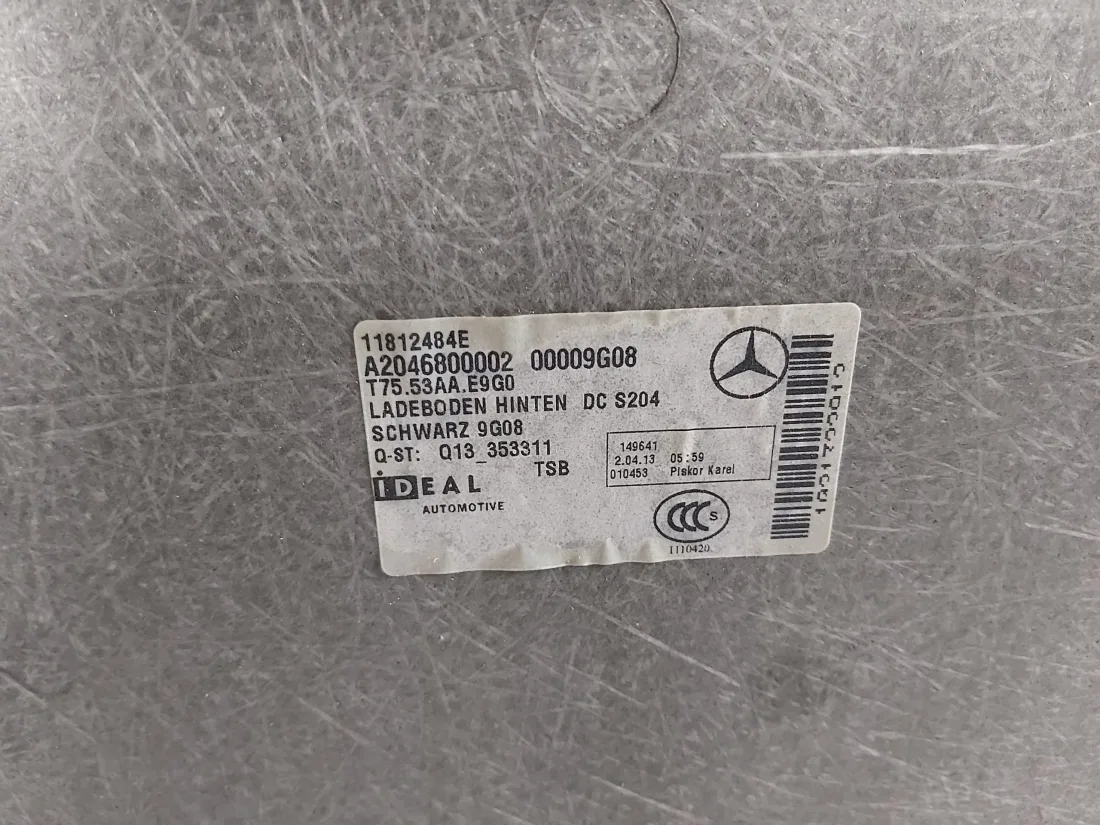 11812484E
A2046800002 00009G08
T75.53AA.E9G0
LADEBODEN HINTEN DC S204
SCHWARZ 9G08
Q-ST: Q13_353311
TSB
149641
2.04.13 05:59
010453 Piskor Karel
iDEAL
AUTOMOTIVE
CCC S
1110420